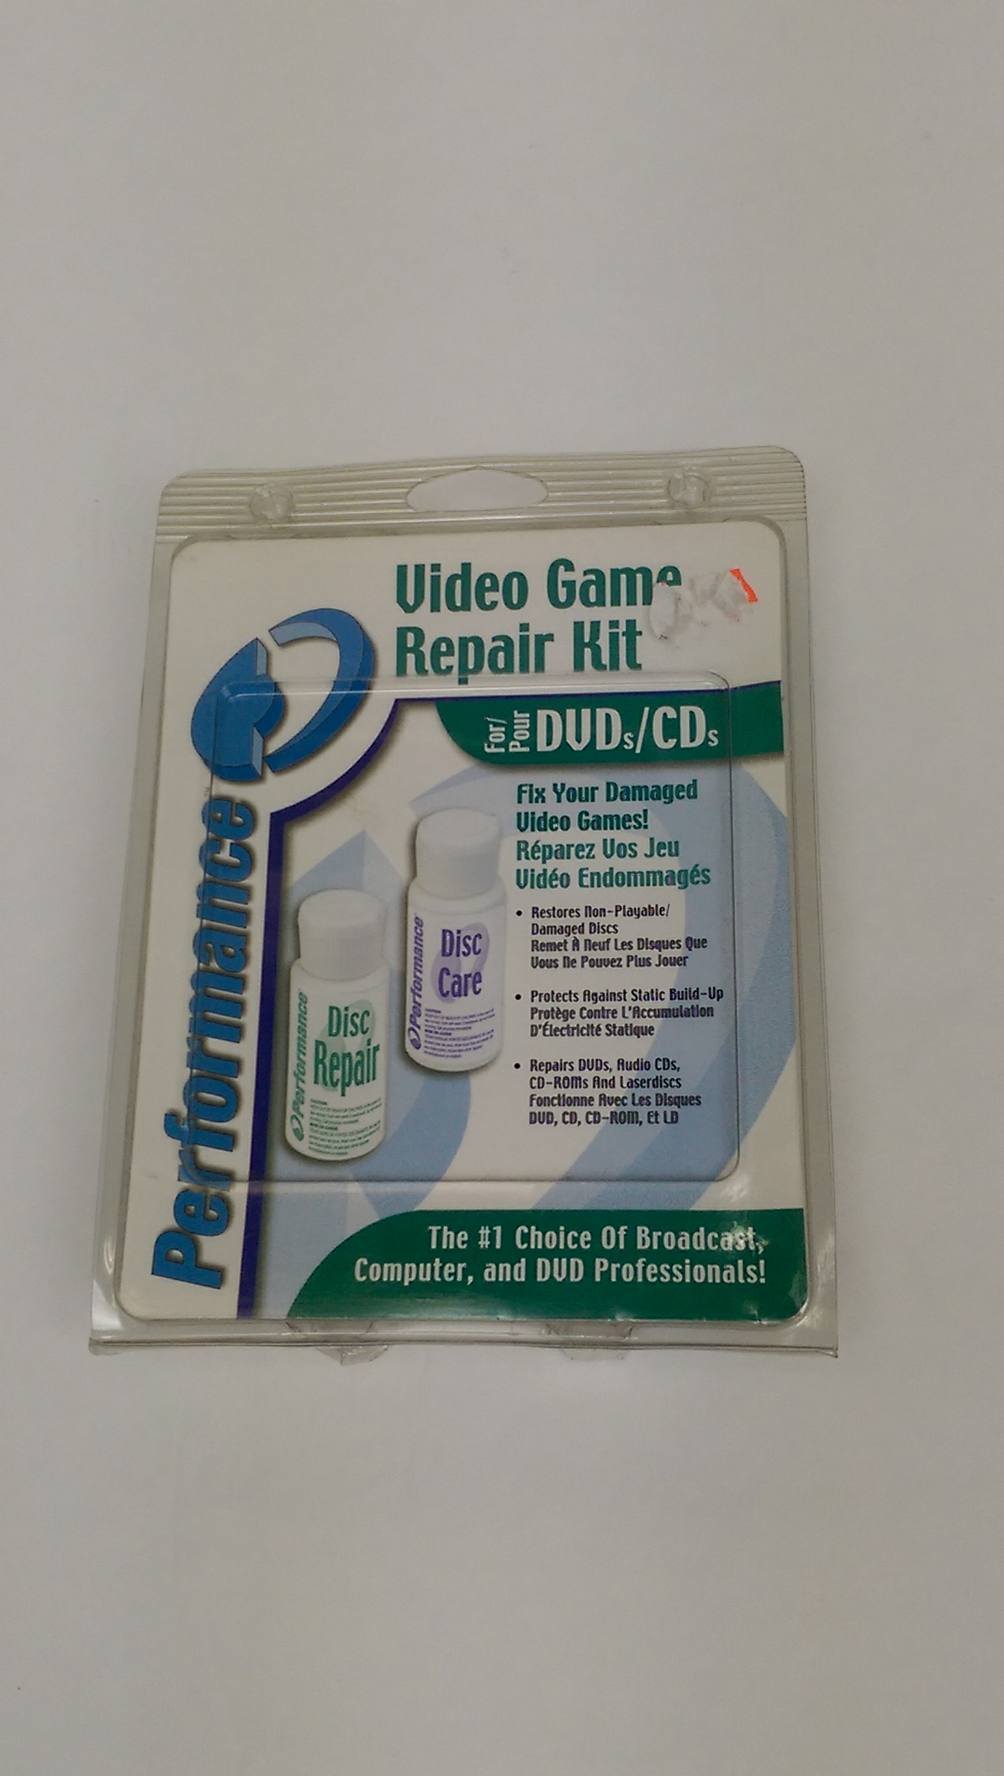 Video Game
Repair Kit
For/
Pour
DVDs/CDs
Performance
Fix Your Damaged
Video Games!
Réparez Vos Jeu
Vidéo Endommagés
• Restores Non-Playable/
Damaged Discs
Remet À Neuf Les Disques Que
Vous Ne Pouvez Plus Jouer
• Protects Against Static Build-Up
Protège Contre L'Accumulation
D'Électricité Statique
• Repairs DVDs, Audio CDs,
CD-ROMs And Laserdiscs
Fonctionne Avec Les Disques
DVD, CD, CD-ROM, Et LD
Performance
Disc
Care
Performance
Disc
Repair
The #1 Choice Of Broadcast,
Computer, and DVD Professionals!